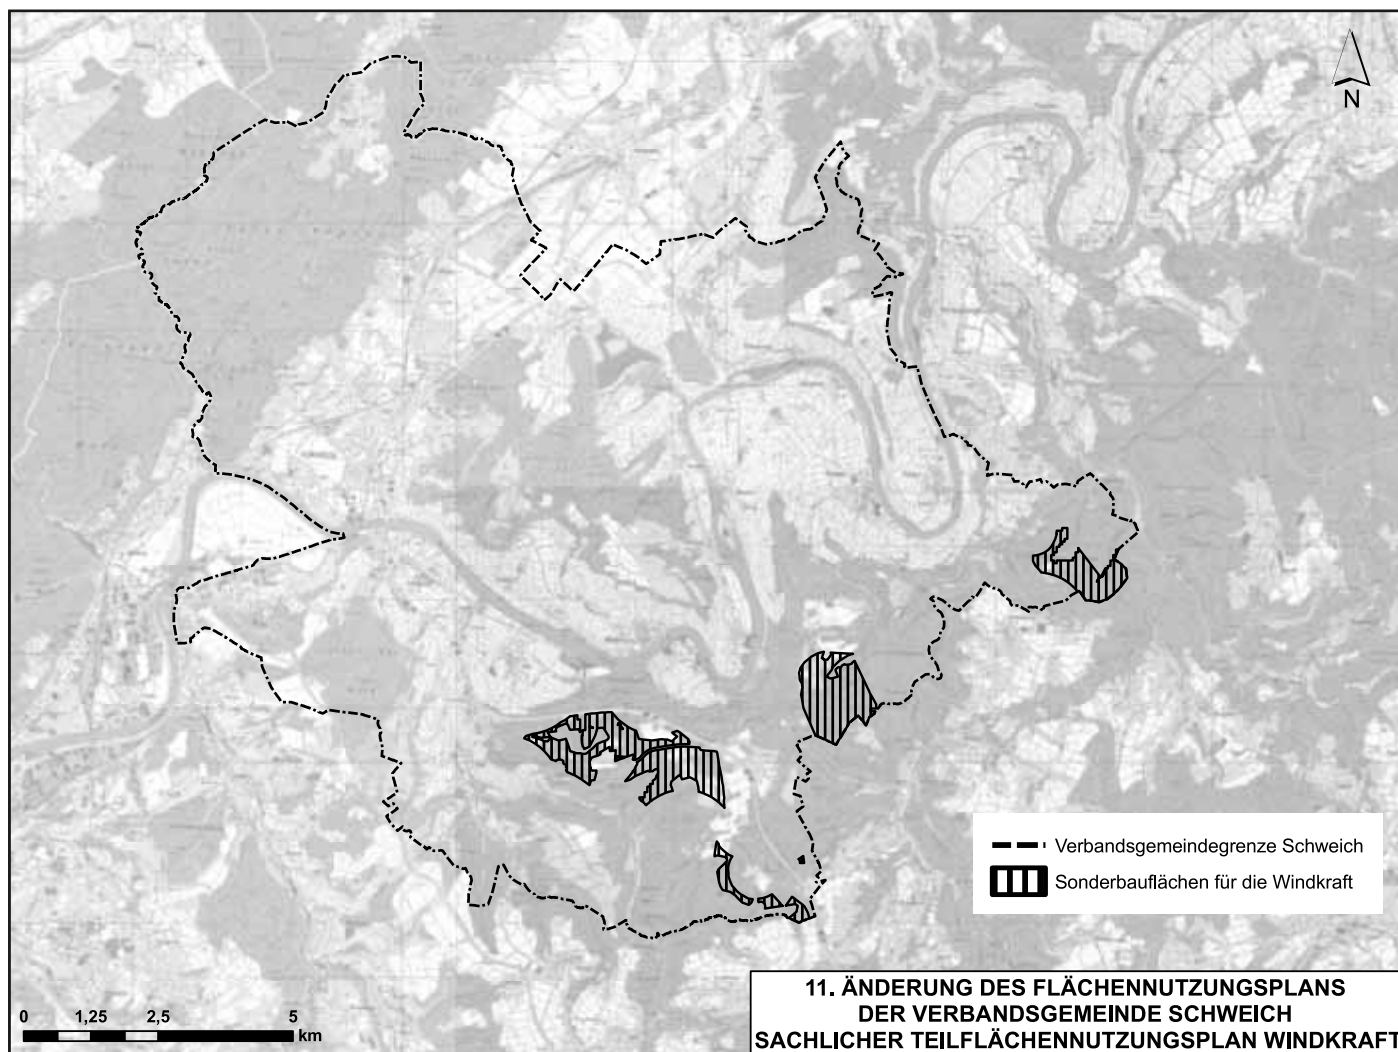 N
Verbandsgemeindegrenze Schweich
Sonderbauflächen für die Windkraft
0 1,25 2,5 5
km
11. ÄNDERUNG DES FLÄCHENNUTZUNGSPLANS
DER VERBANDSGEMEINDE SCHWEICH
SACHLICHER TEILFLÄCHENNUTZUNGSPLAN WINDKRAFT